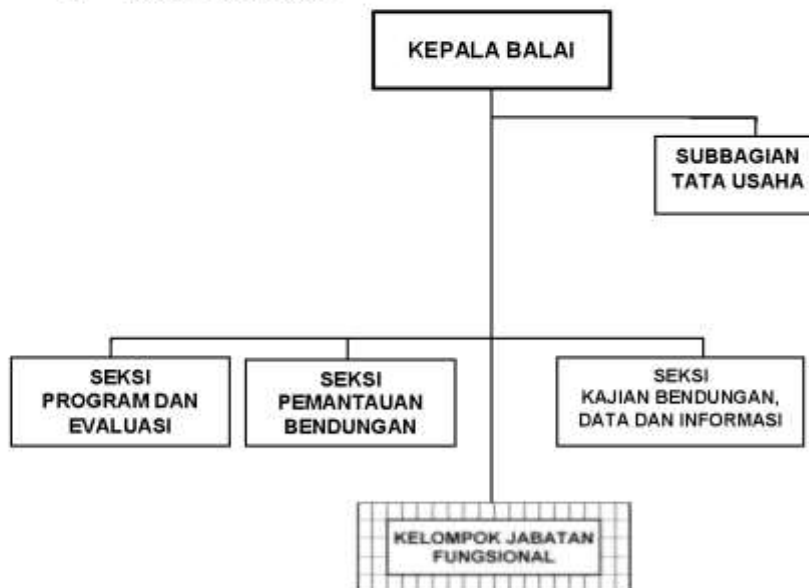 KEPALA BALAI
SUBBAGIAN
TATA USAHA
SEKSI
PROGRAM DAN
EVALUASI
SEKSI
PEMANTAUAN
BENDUNGAN
SEKSI
KAJIAN BENDUNGAN,
DATA DAN INFORMASI
KELOMPOK JABATAN
FUNGSIONAL